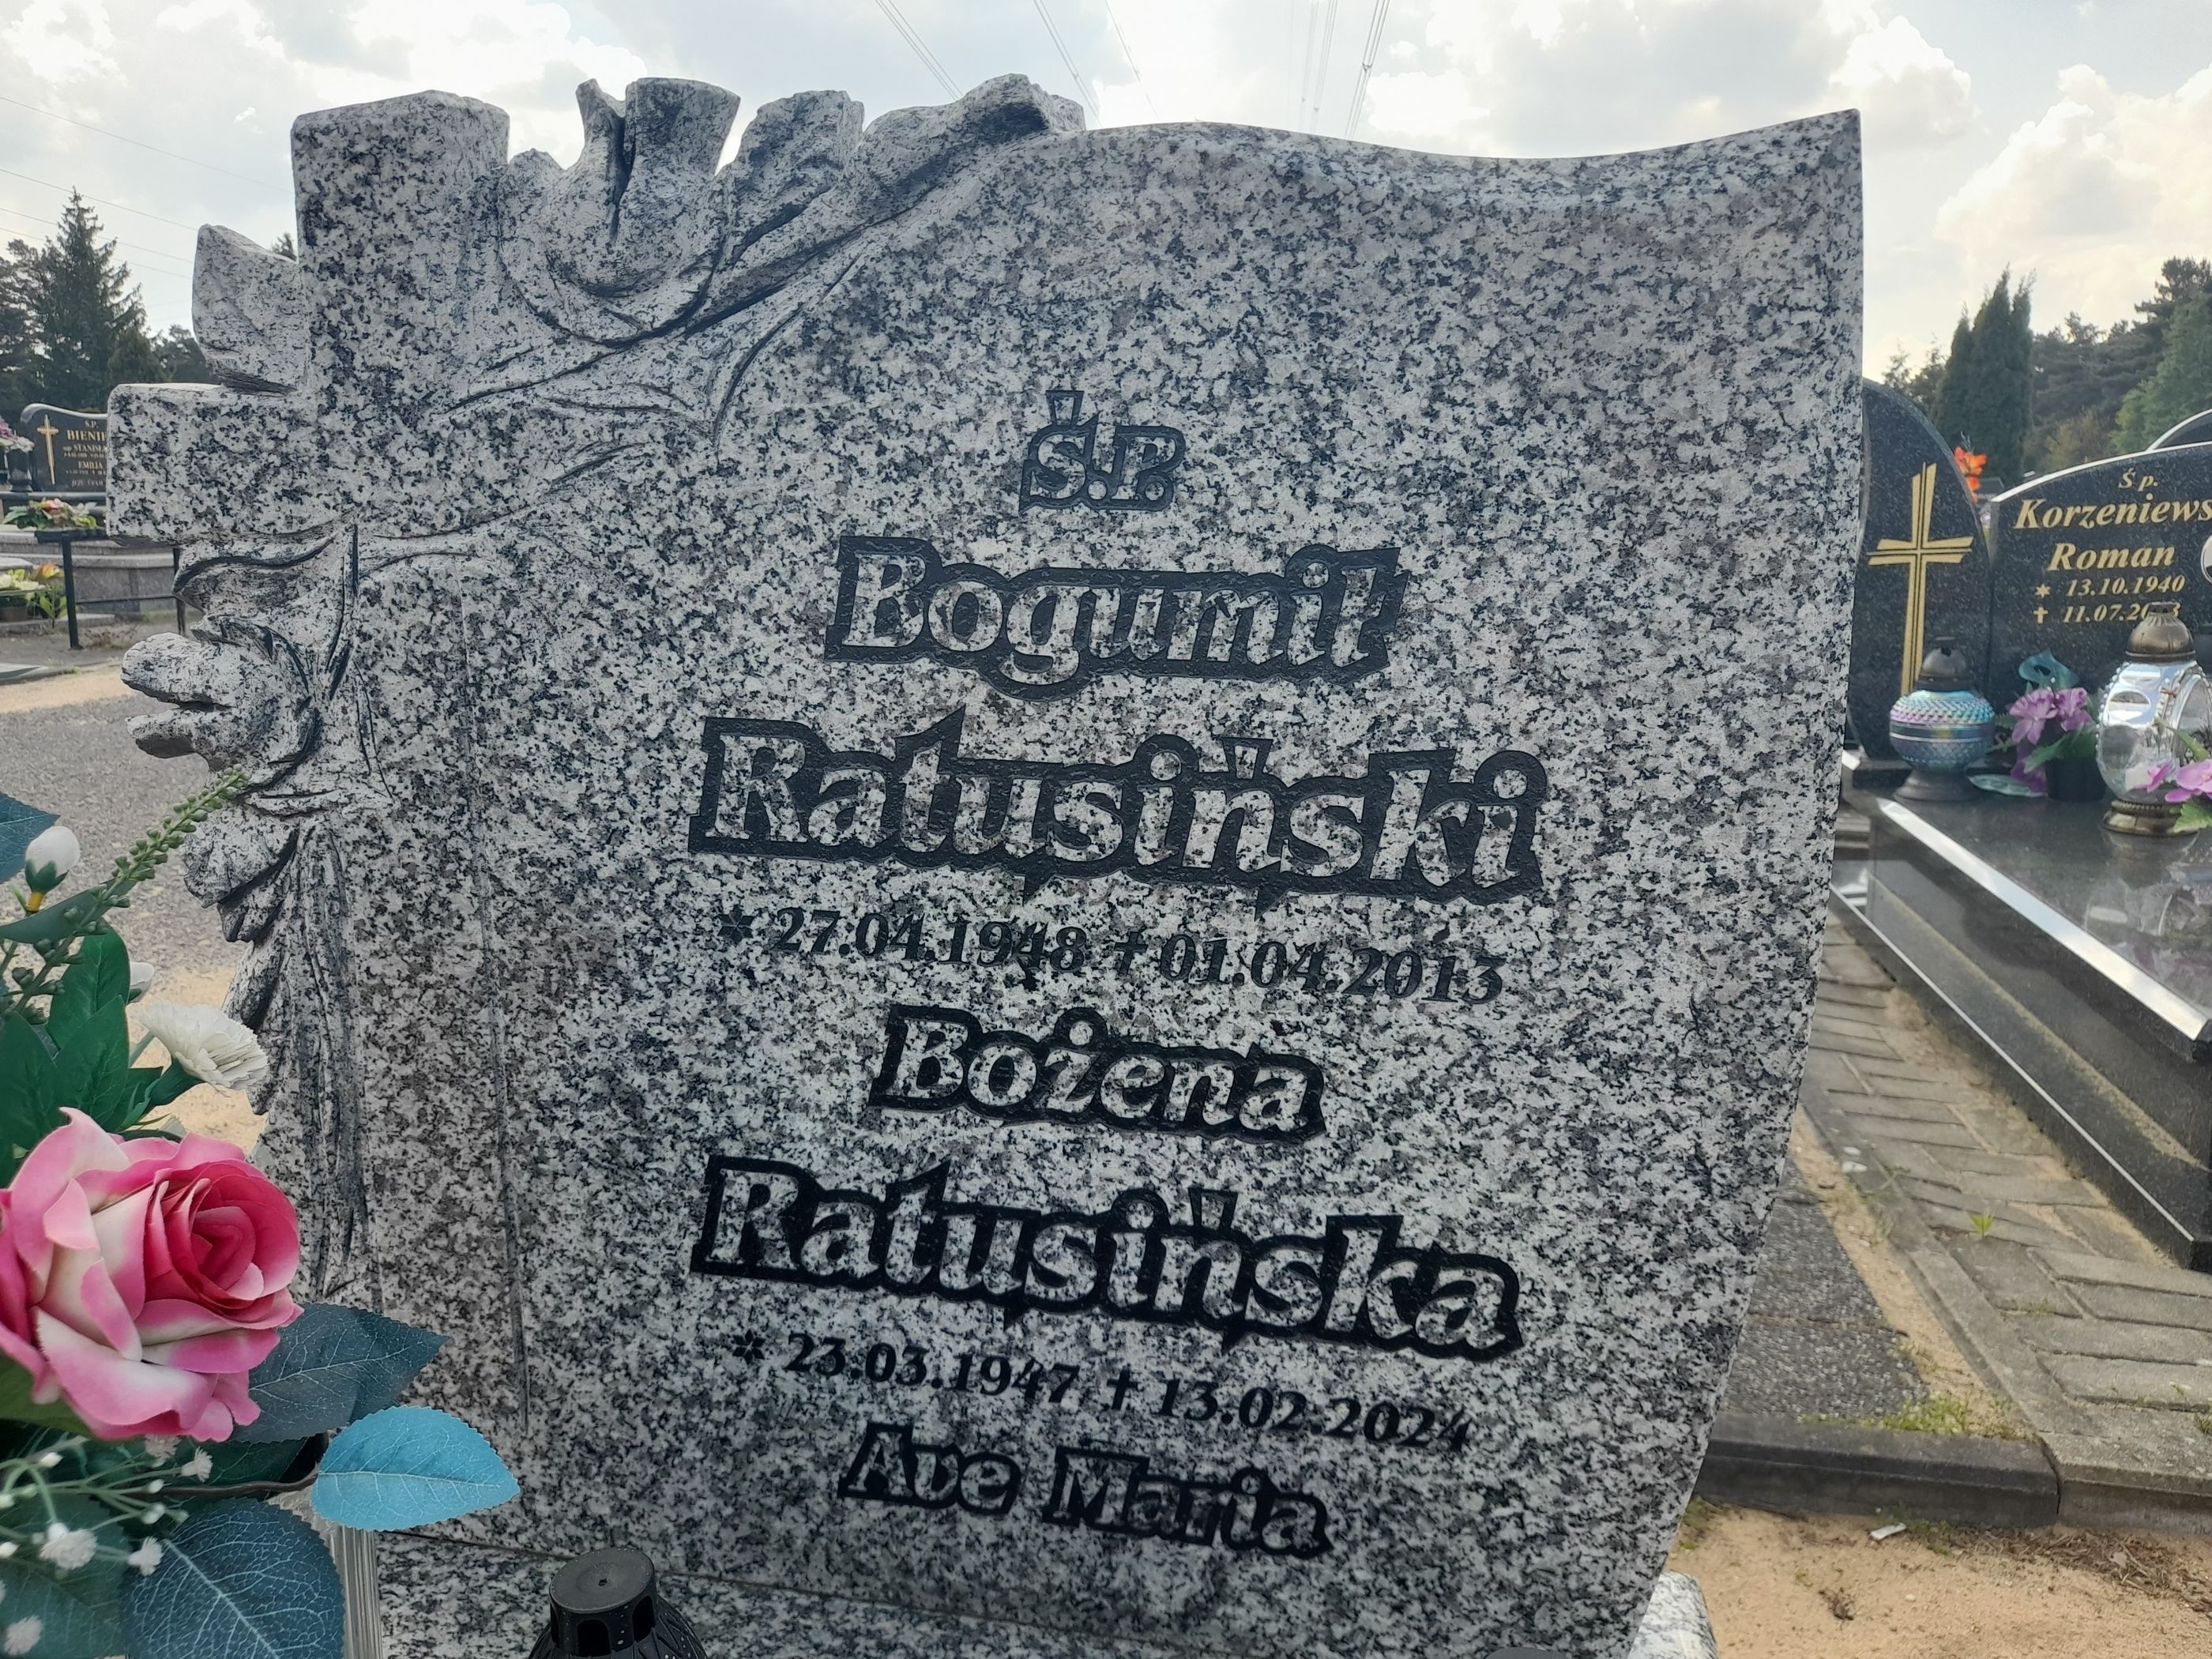 Ś.P.
Bogumił
Ratusiński
* 27.04.1948 ✝ 01.04.2013
Bożena
Ratusińska
* 23.03.1947 ✝ 13.02.2024
Ave Maria
Ś p.
Roman
* 13.10.1940
Ś.P.
EMILIA